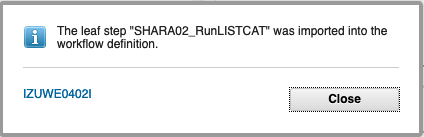 The leaf step "SHARA02_RunLISTCAT" was imported into the
workflow definition.
IZUWE0402I
Close